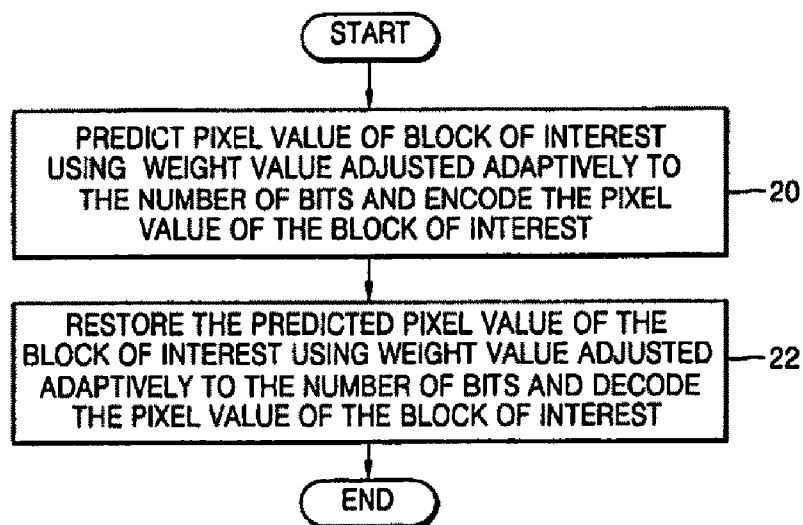 START
PREDICT PIXEL VALUE OF BLOCK OF INTEREST
USING WEIGHT VALUE ADJUSTED ADAPTIVELY TO
THE NUMBER OF BITS AND ENCODE THE PIXEL
VALUE OF THE BLOCK OF INTEREST
20
RESTORE THE PREDICTED PIXEL VALUE OF THE
BLOCK OF INTEREST USING WEIGHT VALUE ADJUSTED
ADAPTIVELY TO THE NUMBER OF BITS AND DECODE
THE PIXEL VALUE OF THE BLOCK OF INTEREST
22
END